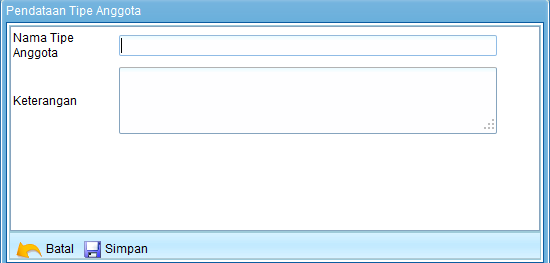 Pendataan Tipe Anggota
Nama Tipe
Anggota
Keterangan
Batal Simpan